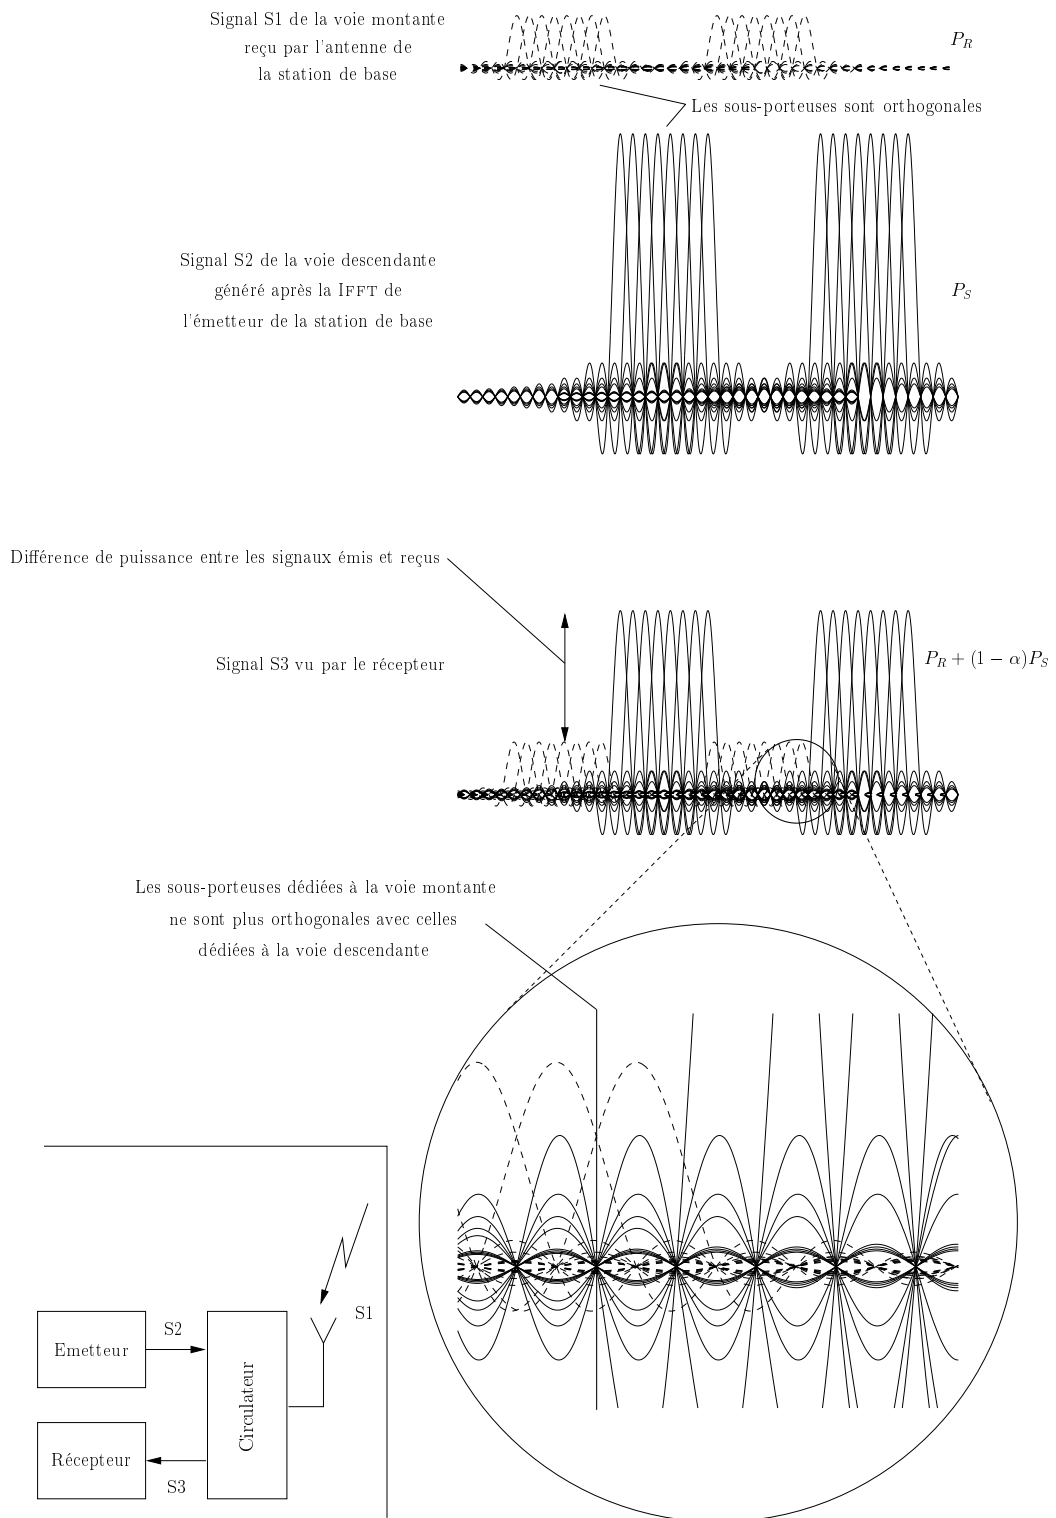 Signal S1 de la voie montante
reçu par l'antenne de
la station de base
P_R
Les sous-porteuses sont orthogonales
Signal S2 de la voie descendante
généré après la IFFT de
l'émetteur de la station de base
P_S
Différence de puissance entre les signaux émis et reçus
Signal S3 vu par le récepteur
P_R + (1 − α)P_S
Les sous-porteuses dédiées à la voie montante
ne sont plus orthogonales avec celles
dédiées à la voie descendante
S1
S2
Emetteur
Circulateur
Récepteur
S3